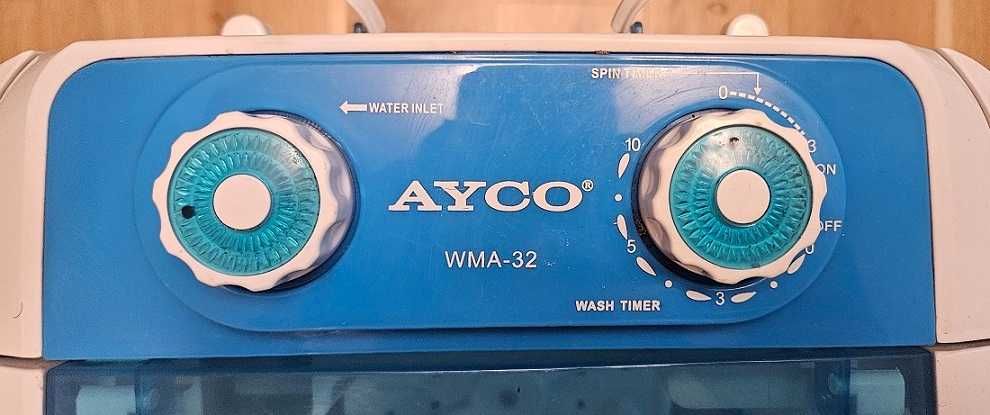 SPIN TIMER
0
WATER INLET
10
3
ON
AYCO®
OFF
5
0
WMA-32
3
WASH TIMER